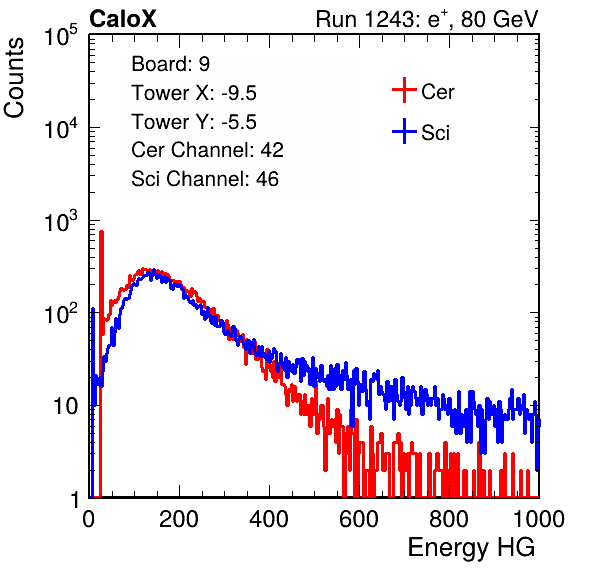 CaloX Run 1243: e⁺, 80 GeV
Counts
Board: 9
Tower X: -9.5
Tower Y: -5.5
Cer Channel: 42
Sci Channel: 46
Cer
Sci
10⁵
10⁴
10³
10²
10
1
0 200 400 600 800 1000
Energy HG